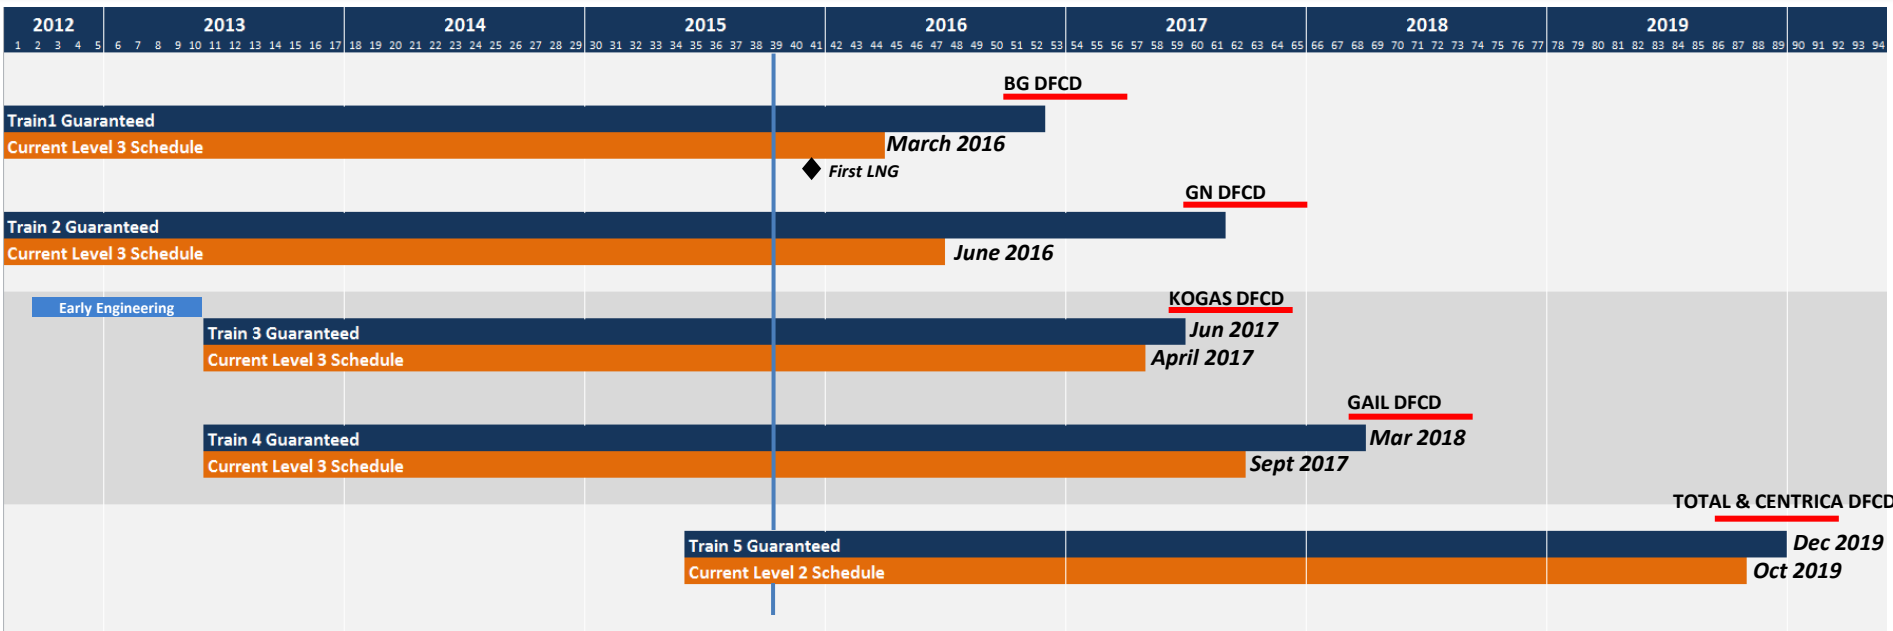 2012 2013 2014 2015 2016 2017 2018 2019
1 2 3 4 5 6 7 8 9 10 11 12 13 14 15 16 17 18 19 20 21 22 23 24 25 26 27 28 29 30 31 32 33 34 35 36 37 38 39 40 41 42 43 44 45 46 47 48 49 50 51 52 53 54 55 56 57 58 59 60 61 62 63 64 65 66 67 68 69 70 71 72 73 74 75 76 77 78 79 80 81 82 83 84 85 86 87 88 89 90 91 92 93 94
BG DFCD
Train1 Guaranteed
Current Level 3 Schedule March 2016
First LNG
GN DFCD
Train 2 Guaranteed
Current Level 3 Schedule June 2016
Early Engineering KOGAS DFCD
Train 3 Guaranteed Jun 2017
Current Level 3 Schedule April 2017
GAIL DFCD
Train 4 Guaranteed Mar 2018
Current Level 3 Schedule Sept 2017
TOTAL & CENTRICA DFCD
Train 5 Guaranteed Dec 2019
Current Level 2 Schedule Oct 2019